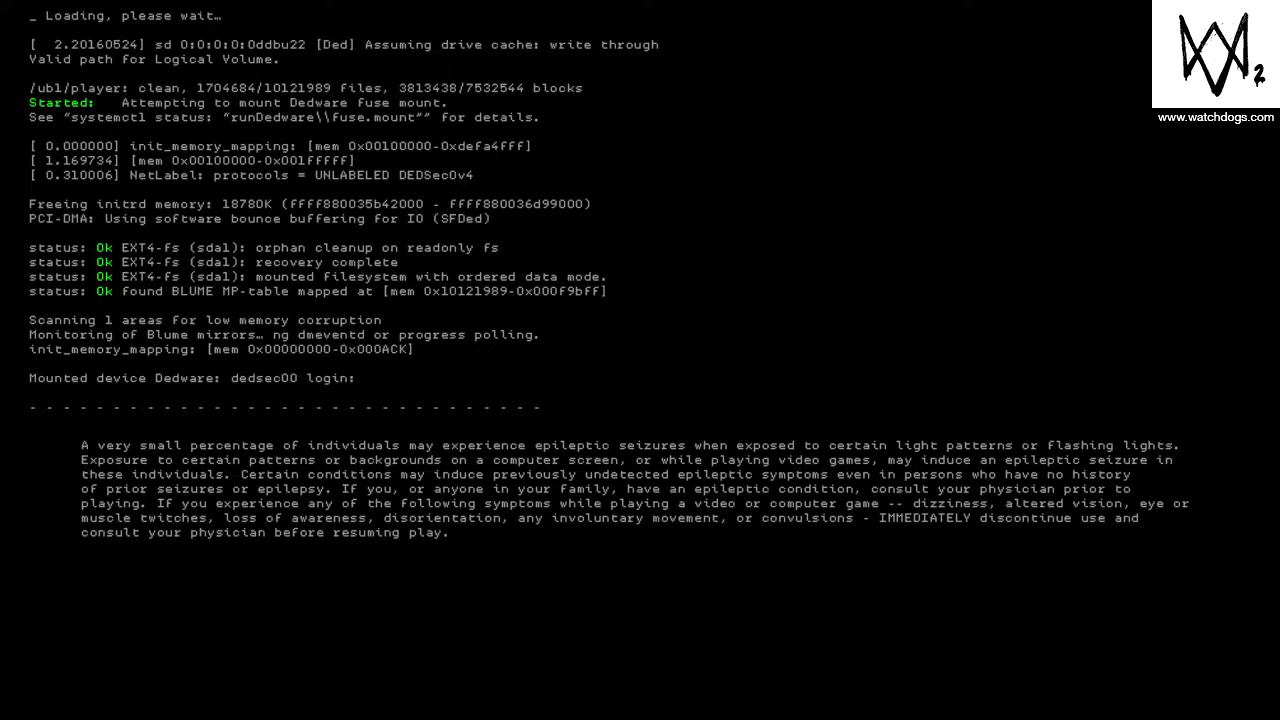 _ Loading, please wait…
[  2.20160524] sd 0:0:0:0:0ddbu22 [Ded] Assuming drive cache: write through
Valid path for Logical Volume.
/ubl/player: clean, 1704684/10121989 files, 3813438/7532544 blocks
Started:   Attempting to mount Dedware fuse mount.
See “systemctl status: “runDedware\\fuse.mount”” for details.
[ 0.000000] init_memory_mapping: [mem 0x00100000-0xdefa4fff]
[ 1.169734] [mem 0x00100000-0x001fffff]
[ 0.310006] NetLabel: protocols = UNLABELED DEDSec0v4
Freeing initrd memory: 18780K (ffff880035b42000 - ffff880036d99000)
PCI-DMA: Using software bounce buffering for IO (SFDed)
status: Ok EXT4-fs (sda1): orphan cleanup on readonly fs
status: Ok EXT4-fs (sda1): recovery complete
status: Ok EXT4-fs (sda1): mounted filesystem with ordered data mode.
status: Ok found BLUME MP-table mapped at [mem 0x10121989-0x000f9bff]
Scanning 1 areas for low memory corruption
Monitoring of Blume mirrors… ng dmeventd or progress polling.
init_memory_mapping: [mem 0x00000000-0x000ACK]
Mounted device Dedware: dedsec00 login:
- - - - - - - - - - - - - - - - - - - - - - - - - - - - - - -
A very small percentage of individuals may experience epileptic seizures when exposed to certain light patterns or flashing lights.
Exposure to certain patterns or backgrounds on a computer screen, or while playing video games, may induce an epileptic seizure in
these individuals. Certain conditions may induce previously undetected epileptic symptoms even in persons who have no history
of prior seizures or epilepsy. If you, or anyone in your family, have an epileptic condition, consult your physician prior to
playing. If you experience any of the following symptoms while playing a video or computer game -- dizziness, altered vision, eye or
muscle twitches, loss of awareness, disorientation, any involuntary movement, or convulsions - IMMEDIATELY discontinue use and
consult your physician before resuming play.
2
www.watchdogs.com